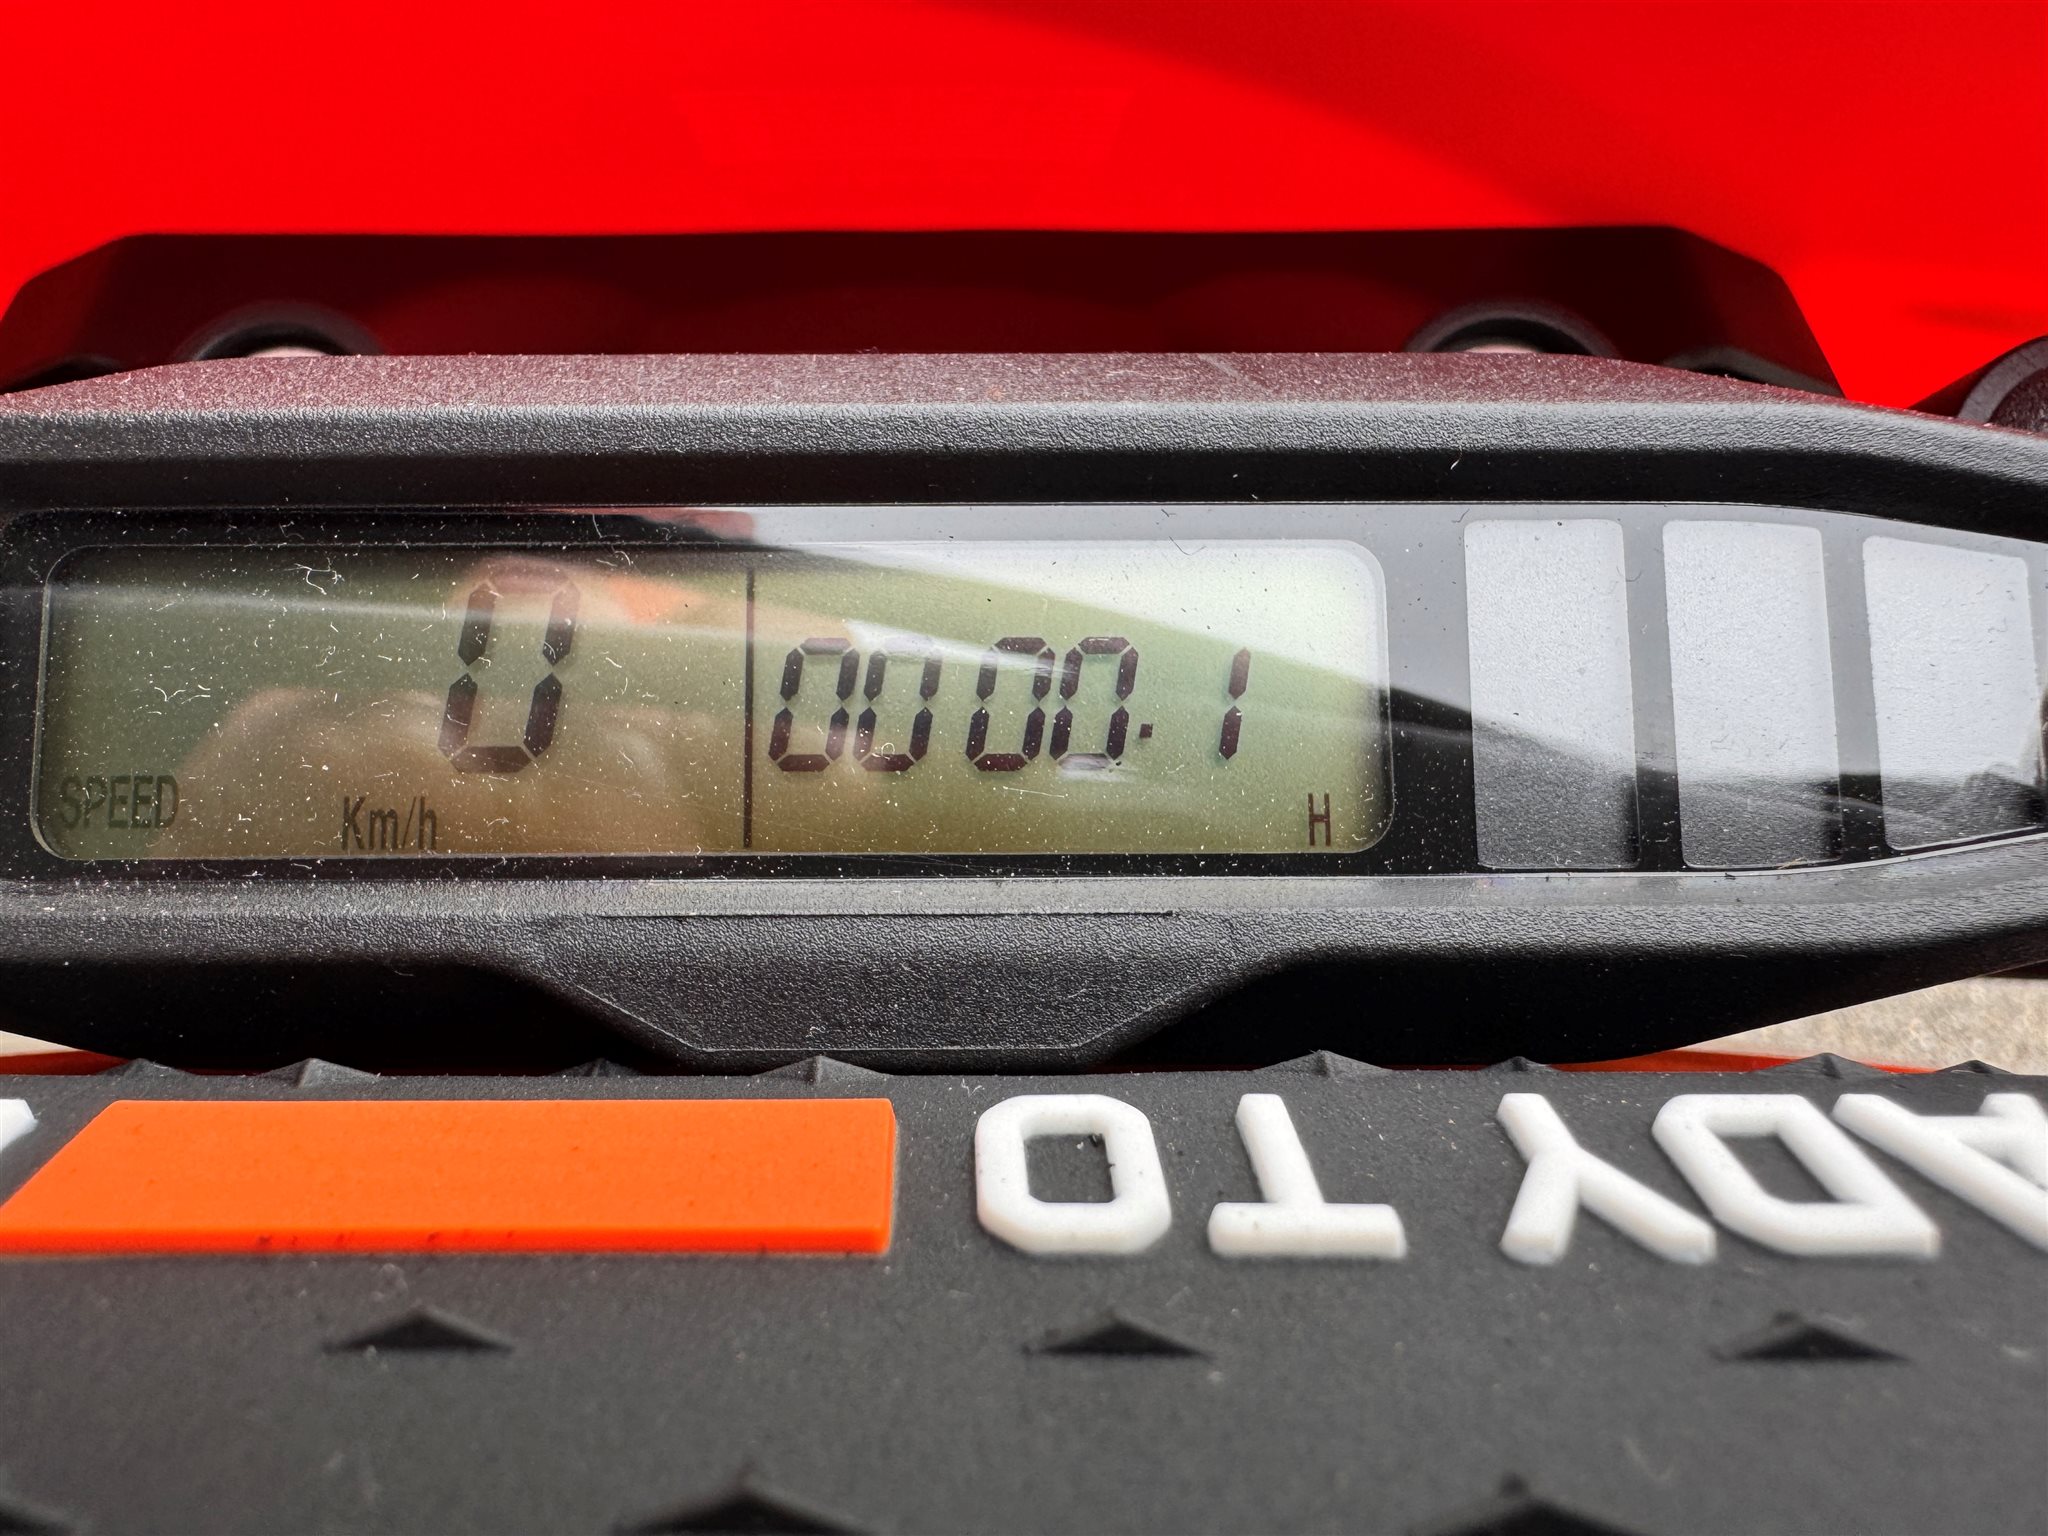 0 0000.1
SPEED Km/h H
ADY TO